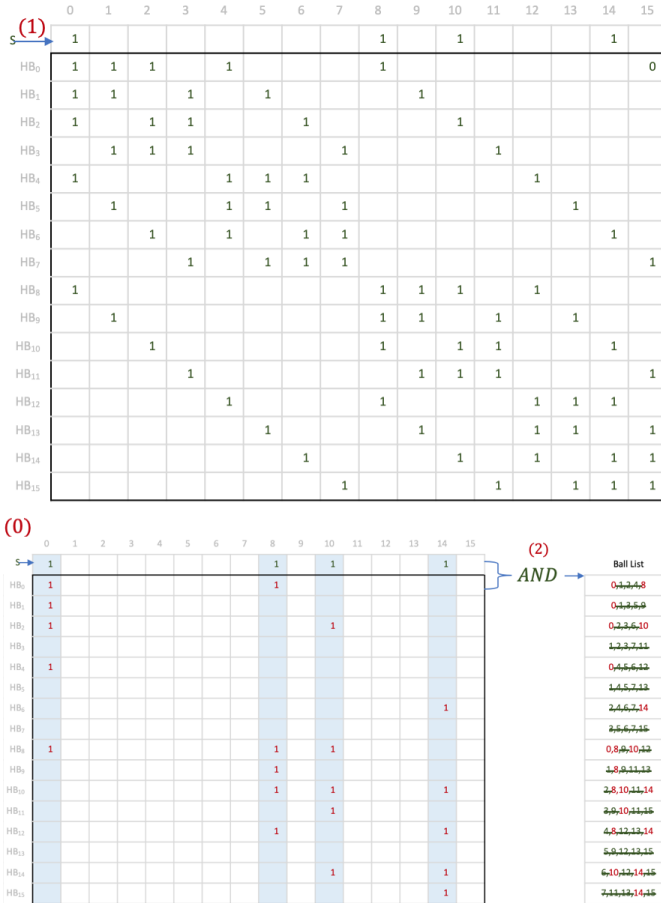 0 1 2 3 4 5 6 7 8 9 10 11 12 13 14 15
(1)
S 1 1 1 1
HB₀ 1 1 1 1 1 0
HB₁ 1 1 1 1 1
HB₂ 1 1 1 1 1
HB₃ 1 1 1 1 1
HB₄ 1 1 1 1 1
HB₅ 1 1 1 1 1
HB₆ 1 1 1 1 1
HB₇ 1 1 1 1 1
HB₈ 1 1 1 1 1
HB₉ 1 1 1 1 1
HB₁₀ 1 1 1 1 1
HB₁₁ 1 1 1 1 1
HB₁₂ 1 1 1 1 1
HB₁₃ 1 1 1 1 1
HB₁₄ 1 1 1 1 1
HB₁₅ 1 1 1 1 1
(0)
0 1 2 3 4 5 6 7 8 9 10 11 12 13 14 15
(2)
S 1 1 1 1 AND Ball List
HB₀ 1 1 0,1,2,4,8
HB₁ 1 0,1,3,5,9
HB₂ 1 1 0,2,3,6,10
HB₃ 1,2,3,7,11
HB₄ 1 0,4,5,6,12
HB₅ 1,4,5,7,13
HB₆ 1 2,4,6,7,14
HB₇ 3,5,6,7,15
HB₈ 1 1 1 0,8,9,10,12
HB₉ 1 1,8,9,11,13
HB₁₀ 1 1 1 2,8,10,11,14
HB₁₁ 1 3,9,10,11,15
HB₁₂ 1 1 4,8,12,13,14
HB₁₃ 5,9,12,13,15
HB₁₄ 1 1 6,10,12,14,15
HB₁₅ 1 7,11,13,14,15